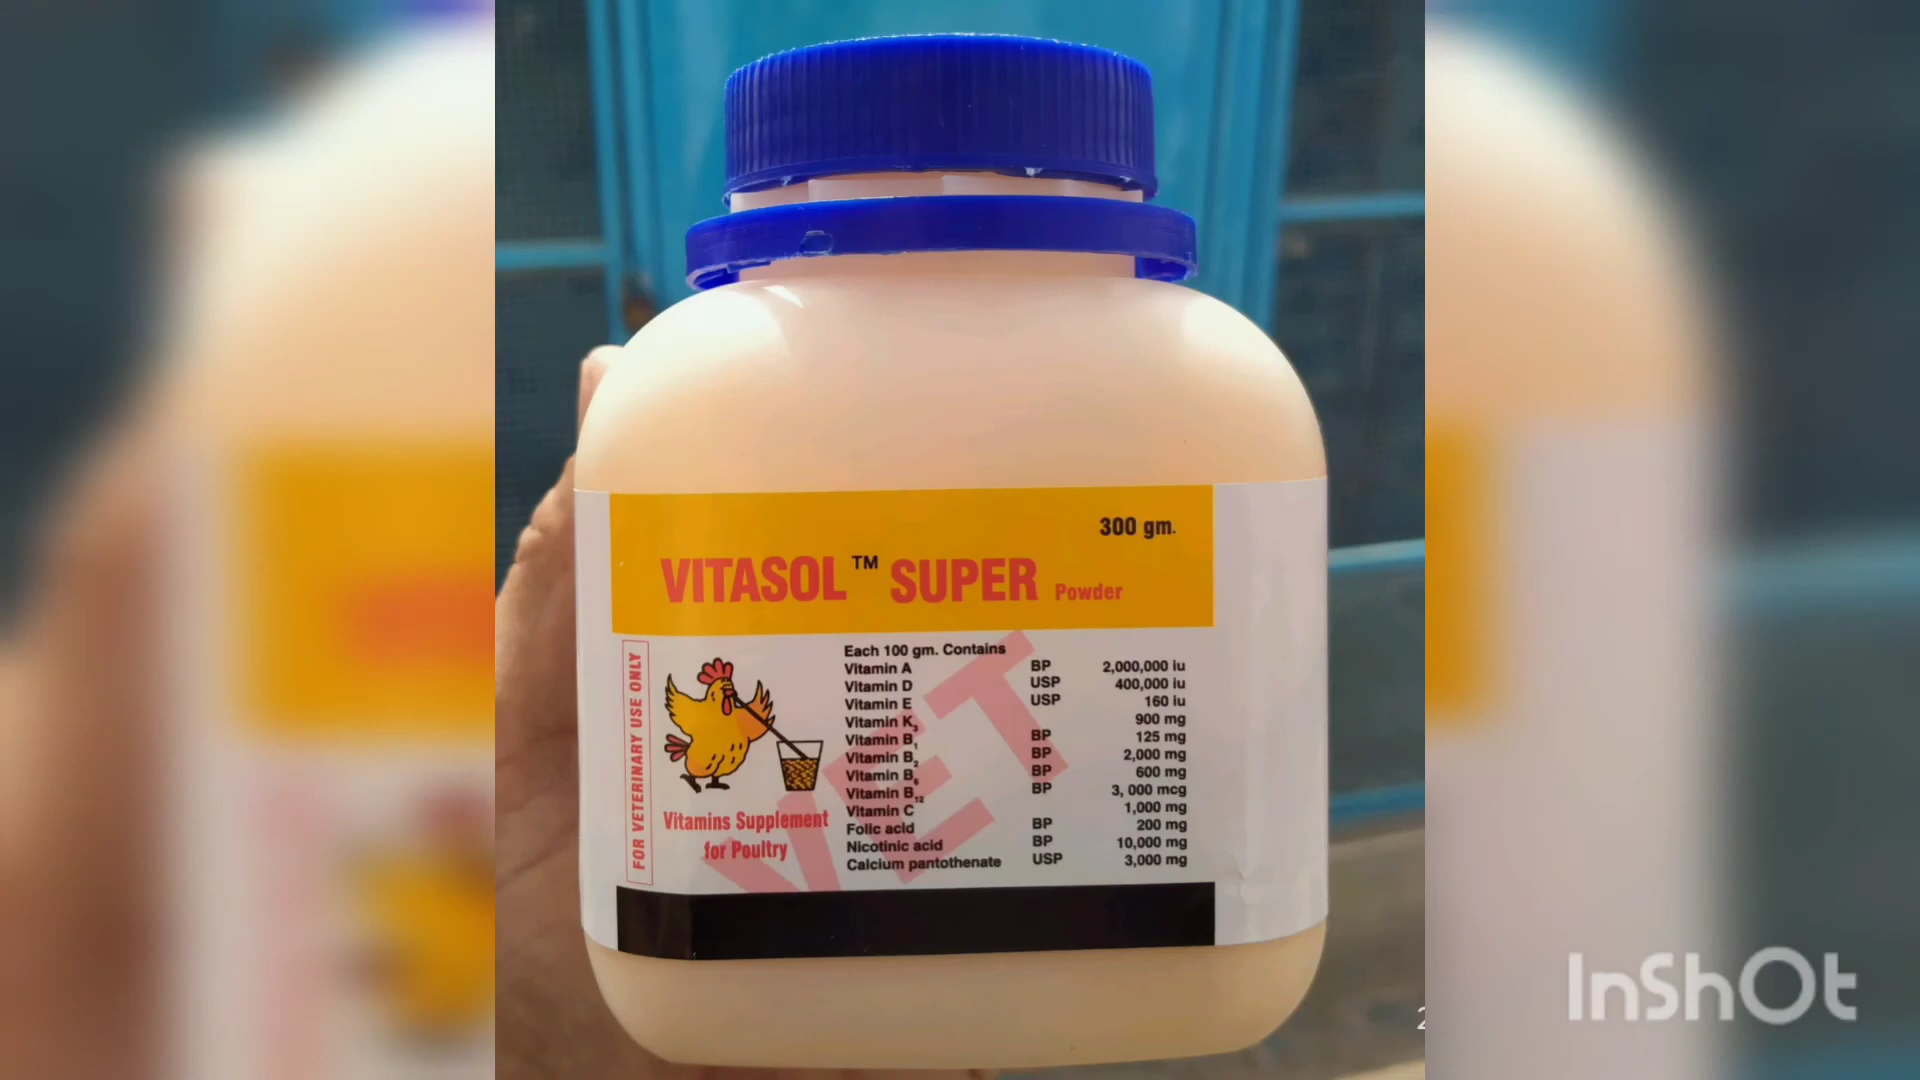 300 gm.
VITASOL™ SUPER Powder
FOR VETERINARY USE ONLY
Vitamins Supplement
for Poultry
VET
Each 100 gm. Contains
Vitamin A BP 2,000,000 iu
Vitamin D USP 400,000 iu
Vitamin E USP 160 iu
Vitamin K₃ 900 mg
Vitamin B₁ BP 125 mg
Vitamin B₂ BP 2,000 mg
Vitamin B₆ BP 600 mg
Vitamin B₁₂ BP 3, 000 mcg
Vitamin C 1,000 mg
Folic acid BP 200 mg
Nicotinic acid BP 10,000 mg
Calcium pantothenate USP 3,000 mg
InShOt